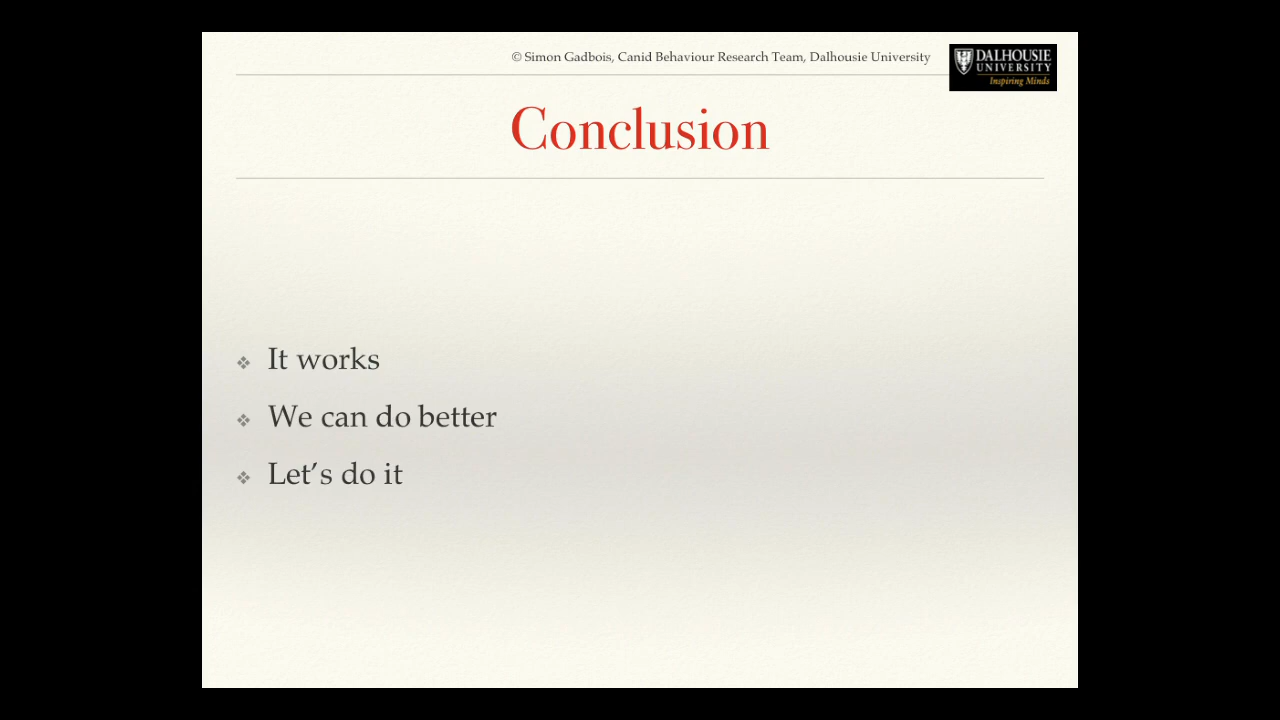 © Simon Gadbois, Canid Behaviour Research Team, Dalhousie University
DALHOUSIE
UNIVERSITY
Inspiring Minds
Conclusion
❖ It works
❖ We can do better
❖ Let’s do it